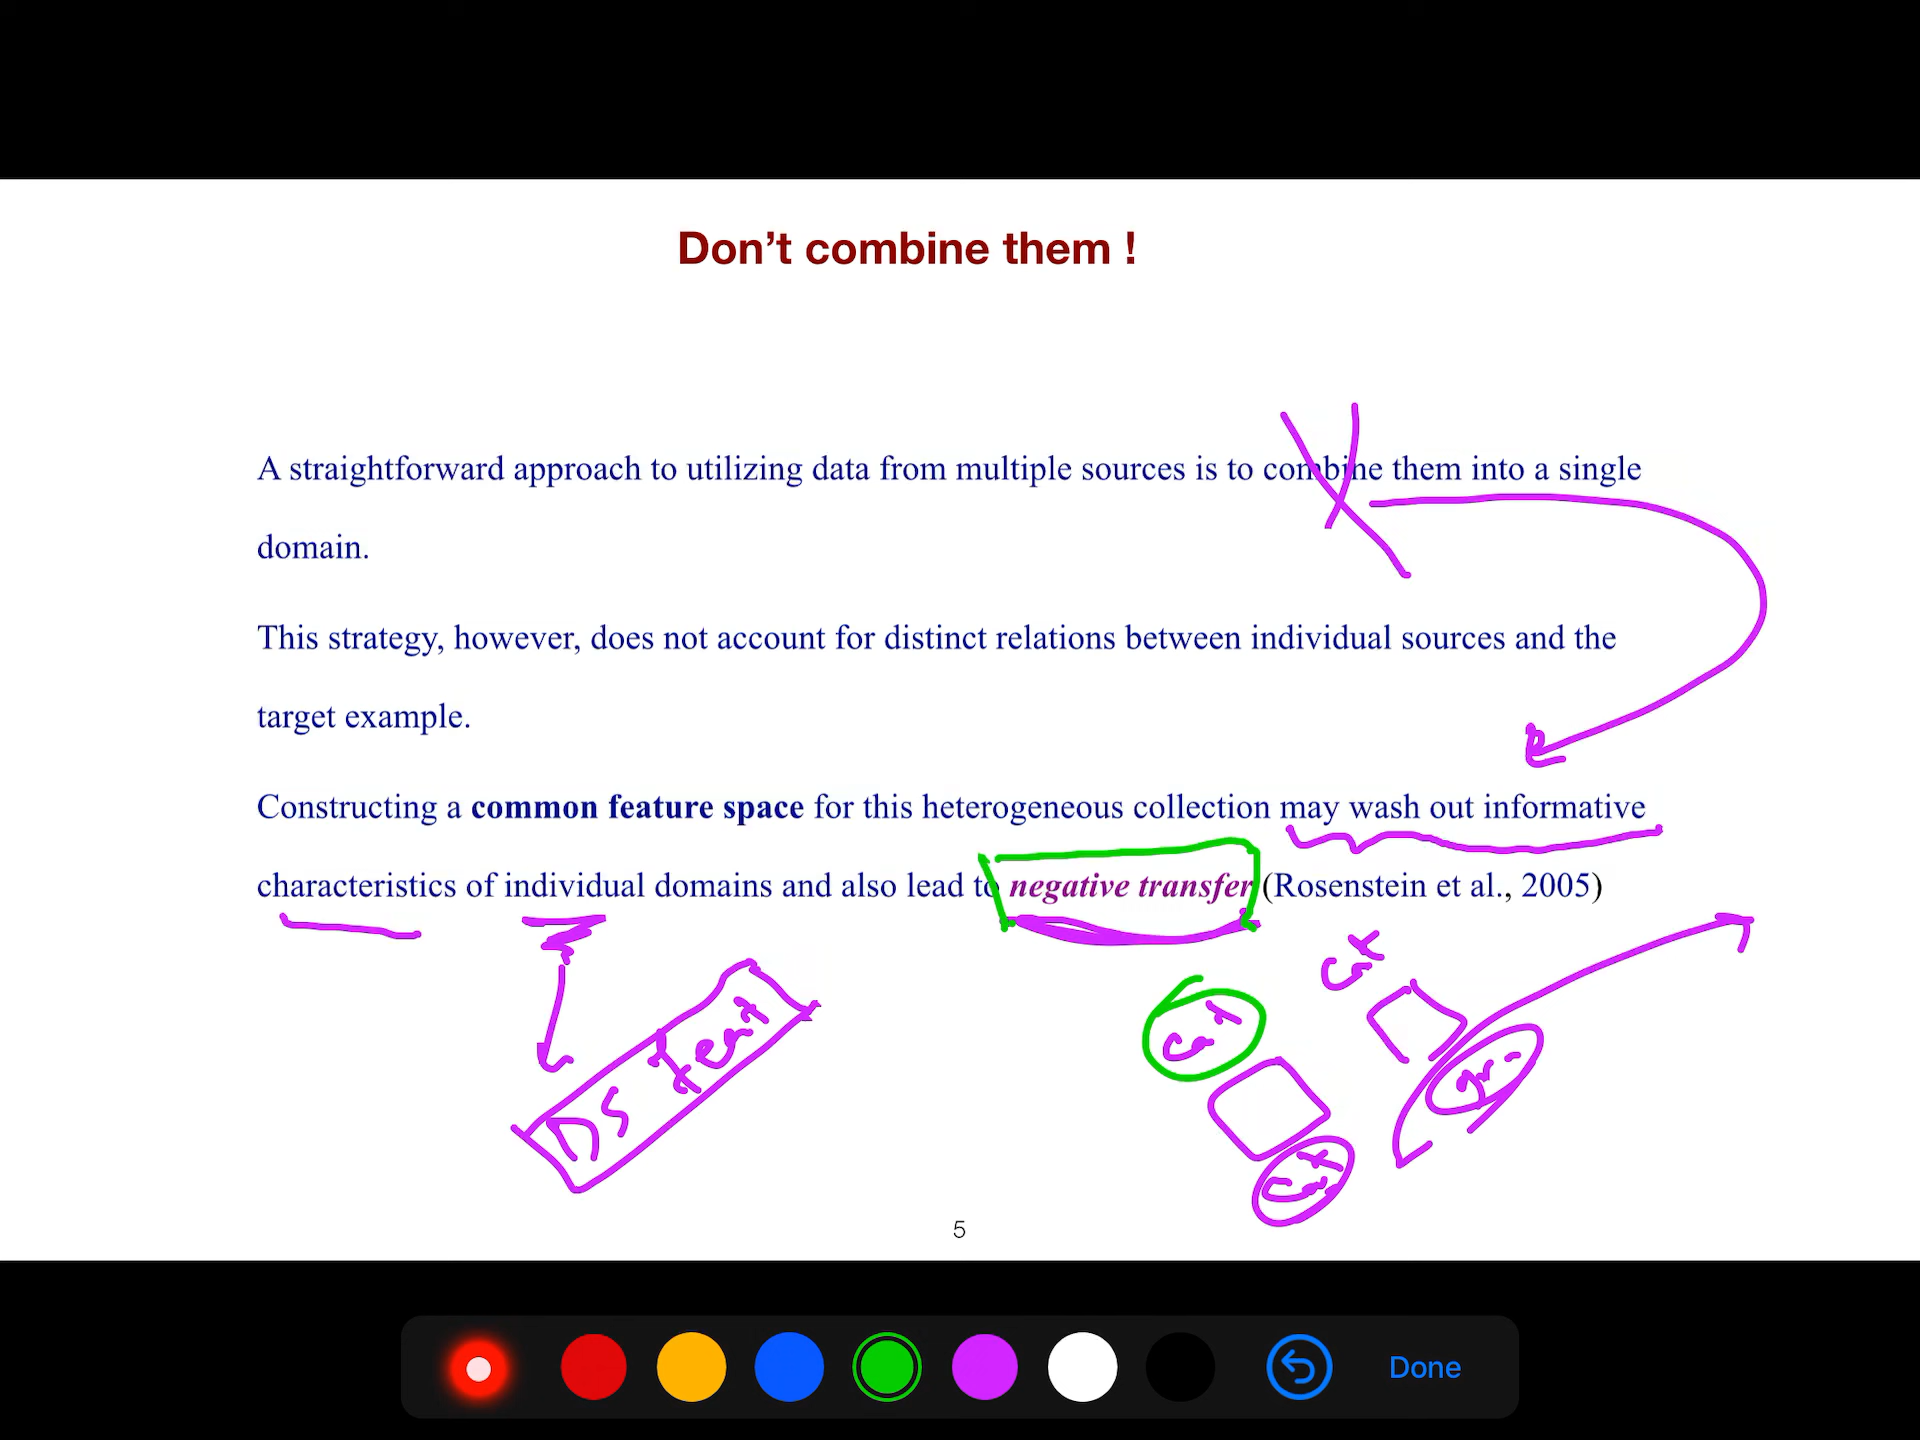 Don’t combine them !
A straightforward approach to utilizing data from multiple sources is to combine them into a single
domain.
This strategy, however, does not account for distinct relations between individual sources and the
target example.
Constructing a common feature space for this heterogeneous collection may wash out informative
characteristics of individual domains and also lead to negative transfer (Rosenstein et al., 2005)
Cat
Cat
DS feat
Cat
5
Done